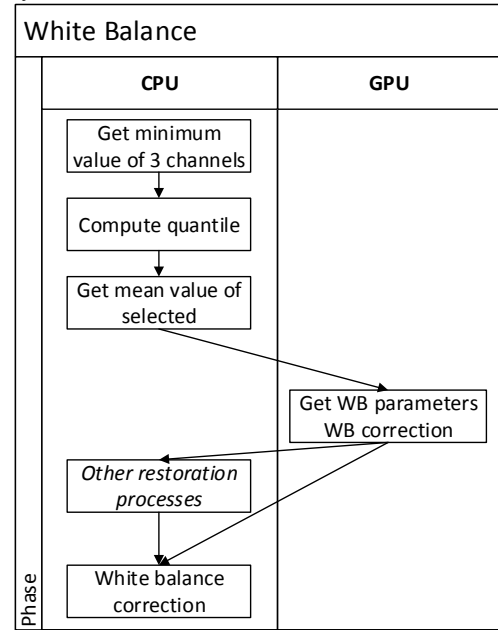 White Balance
CPU
GPU
Get minimum
value of 3 channels
Compute quantile
Get mean value of
selected
Get WB parameters
WB correction
Other restoration
processes
White balance
correction
Phase